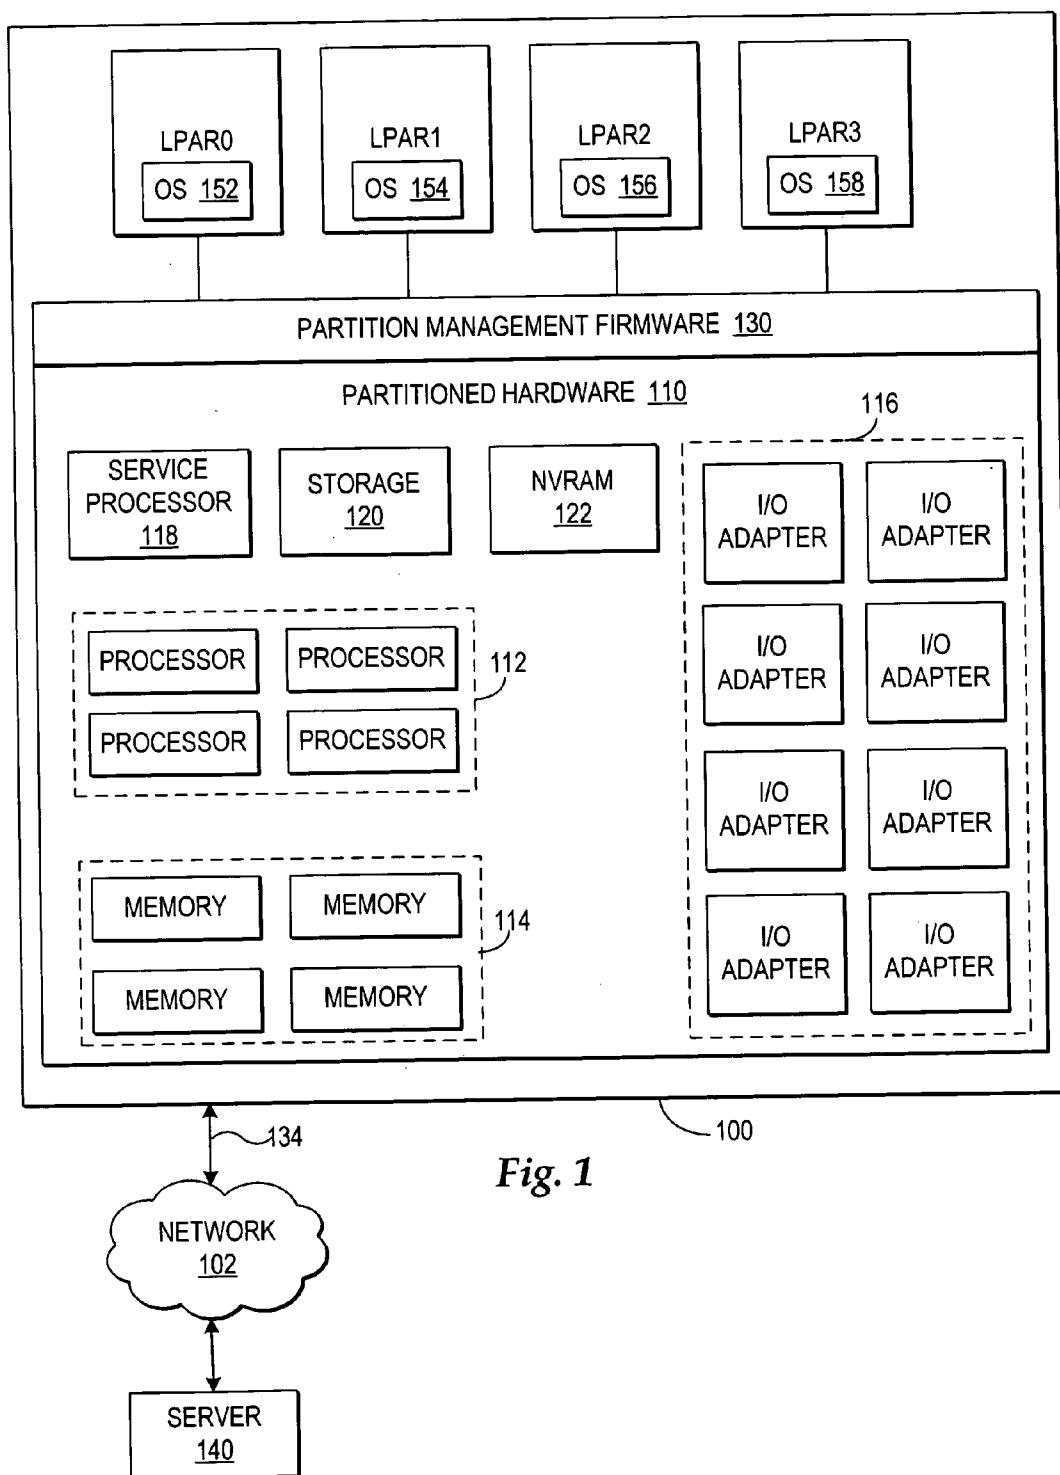 LPAR0
OS 152
LPAR1
OS 154
LPAR2
OS 156
LPAR3
OS 158
PARTITION MANAGEMENT FIRMWARE 130
PARTITIONED HARDWARE 110
116
SERVICE
PROCESSOR
118
STORAGE
120
NVRAM
122
I/O
ADAPTER
I/O
ADAPTER
I/O
ADAPTER
I/O
ADAPTER
I/O
ADAPTER
I/O
ADAPTER
I/O
ADAPTER
I/O
ADAPTER
PROCESSOR
PROCESSOR
PROCESSOR
PROCESSOR
112
MEMORY
MEMORY
MEMORY
MEMORY
114
100
134
Fig. 1
NETWORK
102
SERVER
140